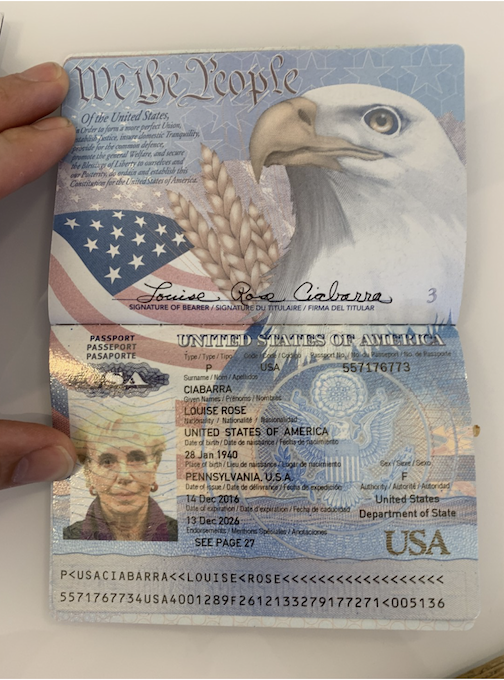 We the People
Of the United States,
in Order to form a more perfect Union,
establish Justice, insure domestic Tranquility,
provide for the common defence,
promote the general Welfare, and secure
the Blessings of Liberty to ourselves and
our Posterity, do ordain and establish this
Constitution for the United States of America.
Louise Rose Ciabarra
SIGNATURE OF BEARER / SIGNATURE DU TITULAIRE / FIRMA DEL TITULAR
3
PASSPORT
PASSEPORT
PASAPORTE
USA
UNITED STATES OF AMERICA
Type / Type / Tipo Code / Code / Codigo Passport No. / No. du Passeport / No. de Pasaporte
P USA 557176773
Surname / Nom / Apellidos
CIABARRA
Given Names / Prénoms / Nombres
LOUISE ROSE
Nationality / Nationalité / Nacionalidad
UNITED STATES OF AMERICA
Date of birth / Date de naissance / Fecha de nacimiento
28 Jan 1940
Place of birth / Lieu de naissance / Lugar de nacimiento Sex / Sexe / Sexo
PENNSYLVANIA, U.S.A. F
Date of issue / Date de délivrance / Fecha de expedición Authority / Autorité / Autoridad
14 Dec 2016 United States
Date of expiration / Date d'expiration / Fecha de caducidad Department of State
13 Dec 2026
Endorsements / Mentions Spéciales / Anotaciones
SEE PAGE 27
USA
P<USACIABARRA<<LOUISE<ROSE<<<<<<<<<<<<<<<<<<
5571767734USA4001289F2612133279177271<005136